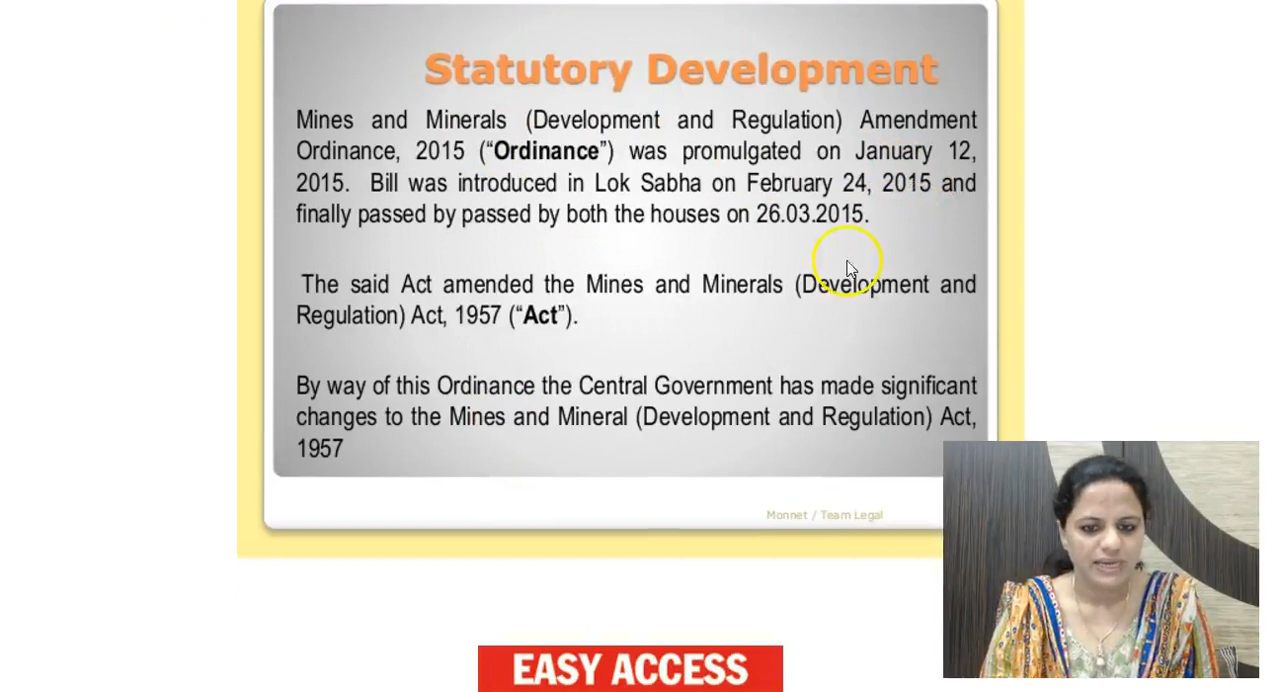 Statutory Development
Mines and Minerals (Development and Regulation) Amendment
Ordinance, 2015 (“Ordinance”) was promulgated on January 12,
2015. Bill was introduced in Lok Sabha on February 24, 2015 and
finally passed by passed by both the houses on 26.03.2015.
The said Act amended the Mines and Minerals (Development and
Regulation) Act, 1957 (“Act”).
By way of this Ordinance the Central Government has made significant
changes to the Mines and Mineral (Development and Regulation) Act,
1957
Monnet / Team Legal
EASY ACCESS